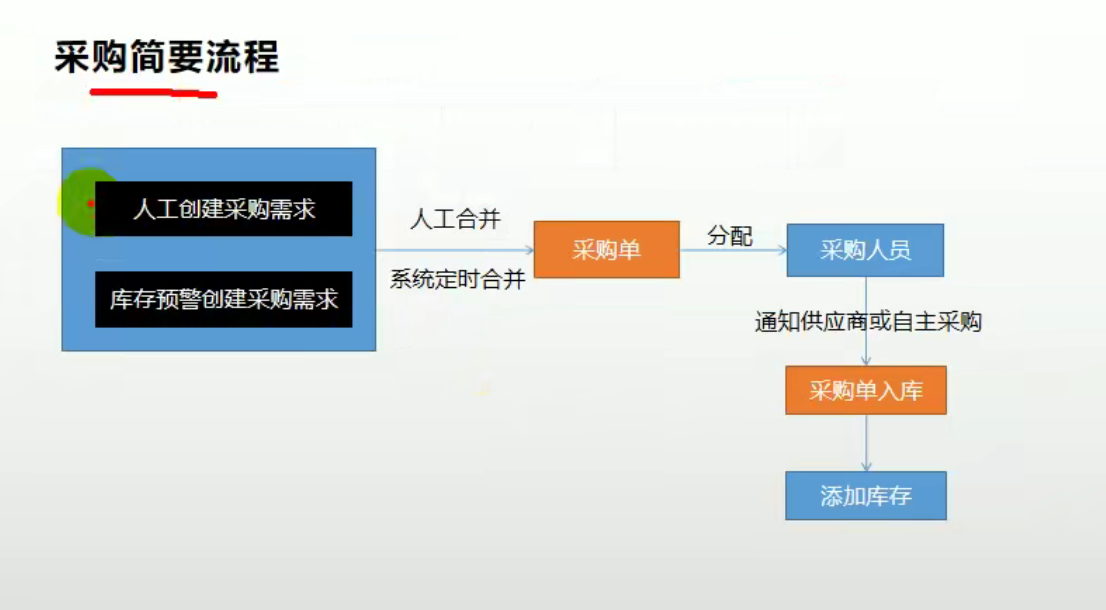 采购简要流程
人工创建采购需求
库存预警创建采购需求
人工合并
系统定时合并
采购单
分配
采购人员
通知供应商或自主采购
采购单入库
添加库存